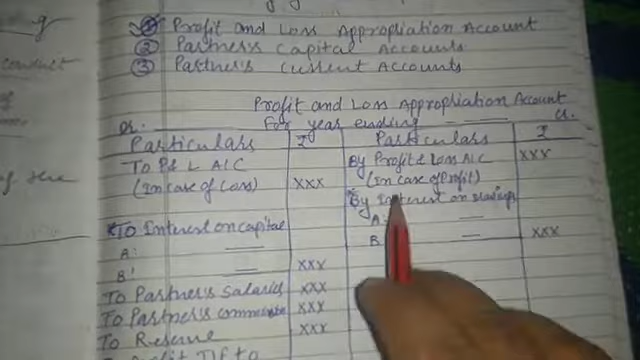 ① Profit and Loss Appropriation Account
② Partner's Capital Accounts
③ Partner's Current Accounts
Profit and Loss Appropriation Account
Dr. For year ending Cr.
Particulars ₹ Particulars ₹
To P&L A/C By Profit & Loss A/C XXX
(In case of Loss) XXX (In case of Profit)
*To Interest on capital *By Interest on drawings
A: — A: —
B: — XXX B — XXX
To Partner's Salaries XXX
To Partner's XXX
To Reserve XXX